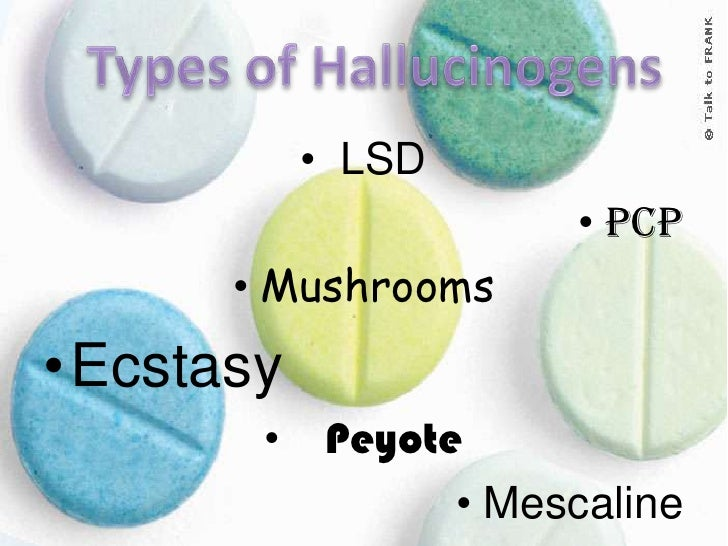 Types of Hallucinogens
© Talk to FRANK
• LSD
• PCP
• Mushrooms
• Ecstasy
• Peyote
• Mescaline